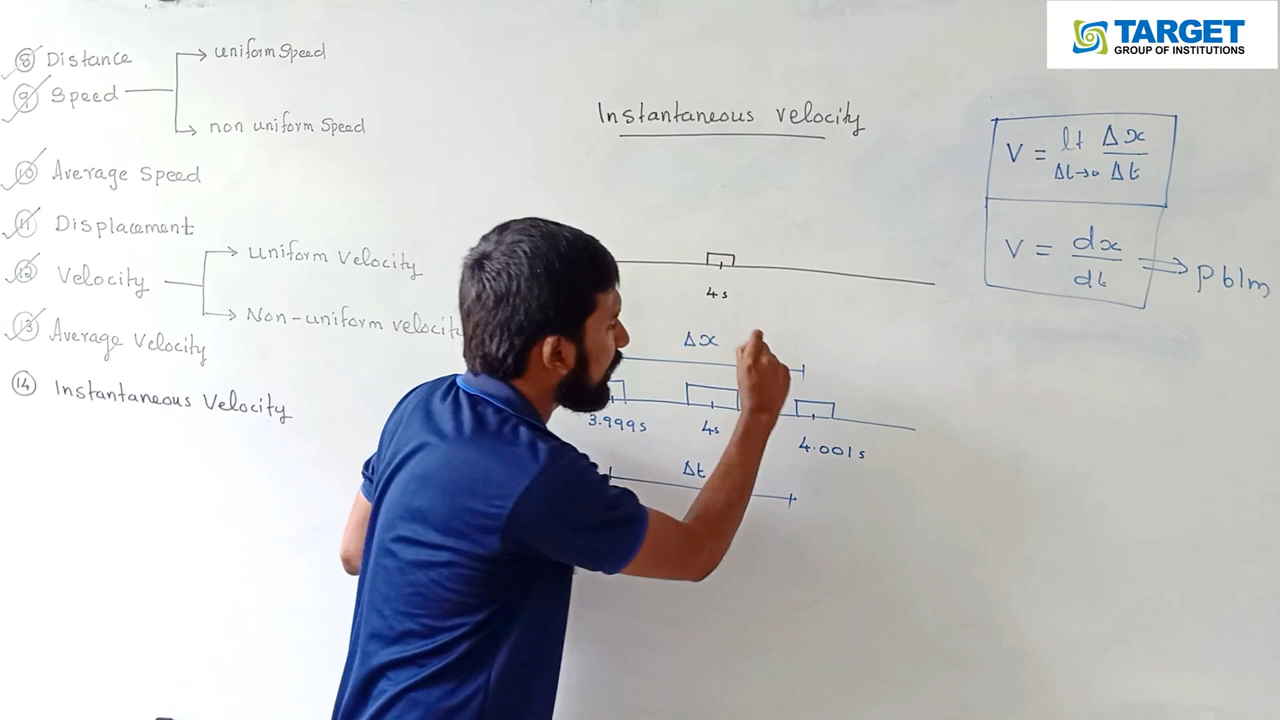 TARGET
GROUP OF INSTITUTIONS
8 Distance
9 Speed
uniform Speed
non uniform Speed
10 Average Speed
11 Displacement
12 Velocity
Uniform Velocity
Non-uniform velocity
13 Average Velocity
14 Instantaneous Velocity
Instantaneous velocity
4s
Δx
3.999s 4s 4.001s
Δt
V = lt Δt→0 Δx/Δt
V = dx/dt ⇒ pblm